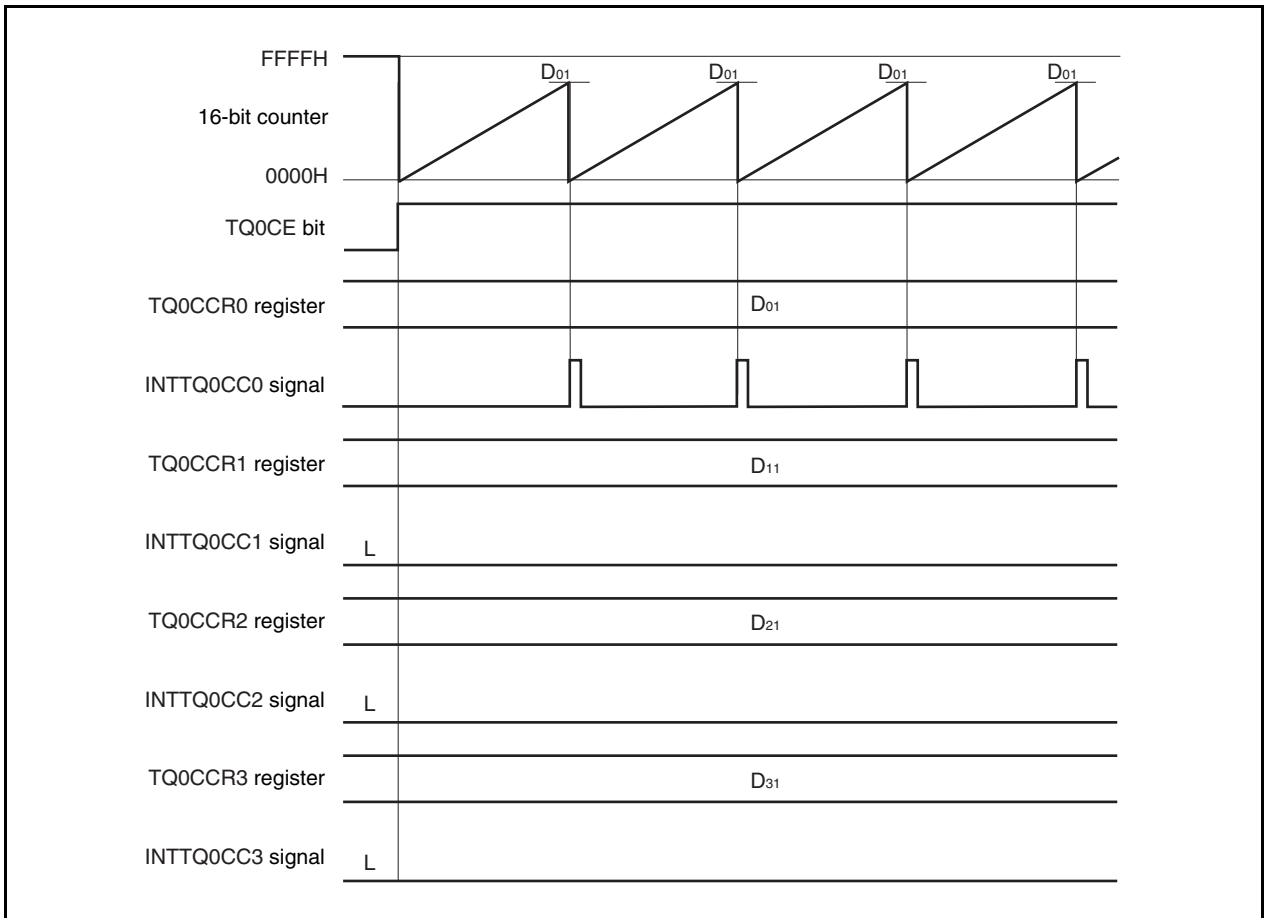 FFFFH
D01 D01 D01 D01
16-bit counter
0000H
TQ0CE bit
TQ0CCR0 register D01
INTTQ0CC0 signal
TQ0CCR1 register D11
INTTQ0CC1 signal L
TQ0CCR2 register D21
INTTQ0CC2 signal L
TQ0CCR3 register D31
INTTQ0CC3 signal L